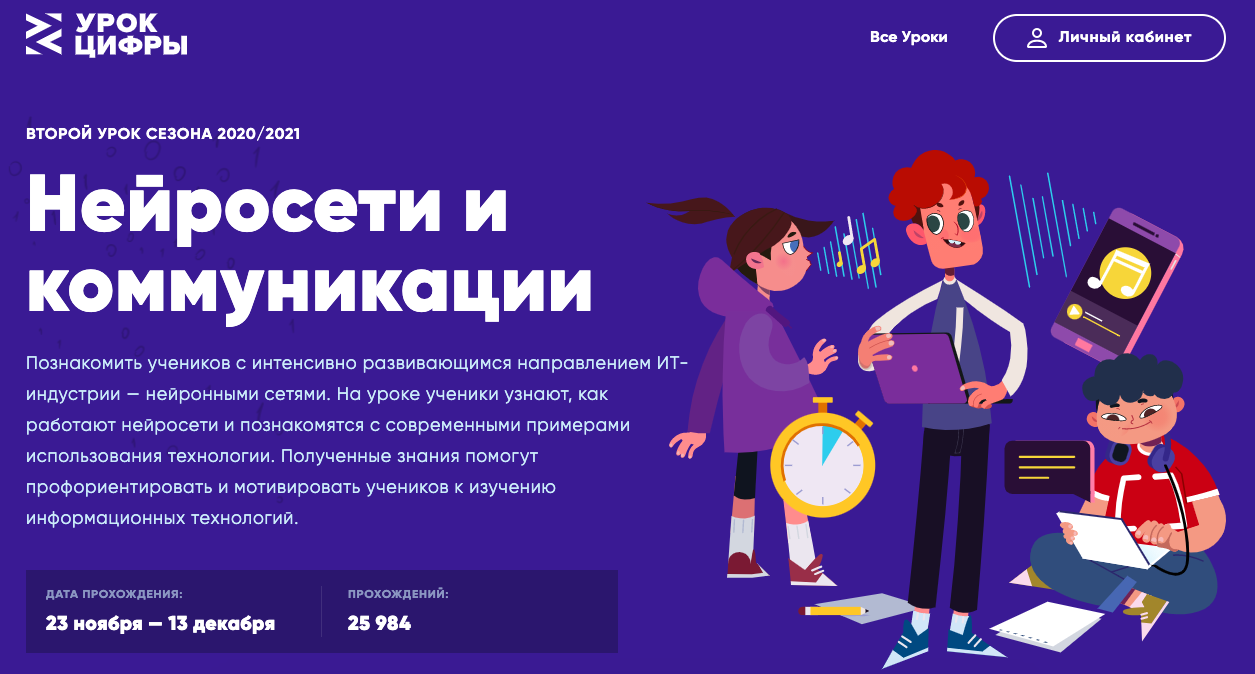 УРОК
ЦИФРЫ
Все Уроки
Личный кабинет
ВТОРОЙ УРОК СЕЗОНА 2020/2021
Нейросети и
коммуникации
Познакомить учеников с интенсивно развивающимся направлением ИТ-
индустрии — нейронными сетями. На уроке ученики узнают, как
работают нейросети и познакомятся с современными примерами
использования технологии. Полученные знания помогут
профориентировать и мотивировать учеников к изучению
информационных технологий.
ДАТА ПРОХОЖДЕНИЯ:
23 ноября — 13 декабря
ПРОХОЖДЕНИЙ:
25 984